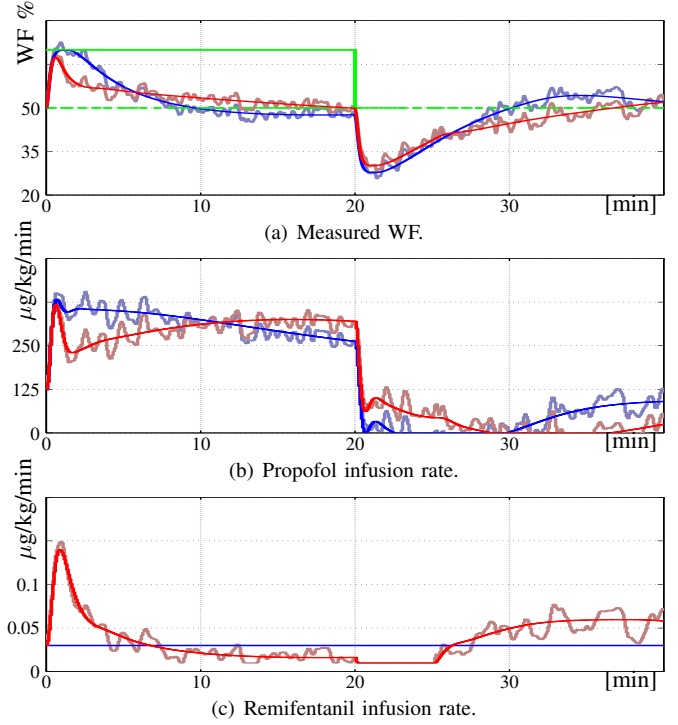 WF %
50
35
20
0
10
20
30
[min]
(a) Measured WF.
μg/kg/min
250
125
0
0
10
20
30
[min]
(b) Propofol infusion rate.
μg/kg/min
0.1
0.05
0
0
10
20
30
[min]
(c) Remifentanil infusion rate.